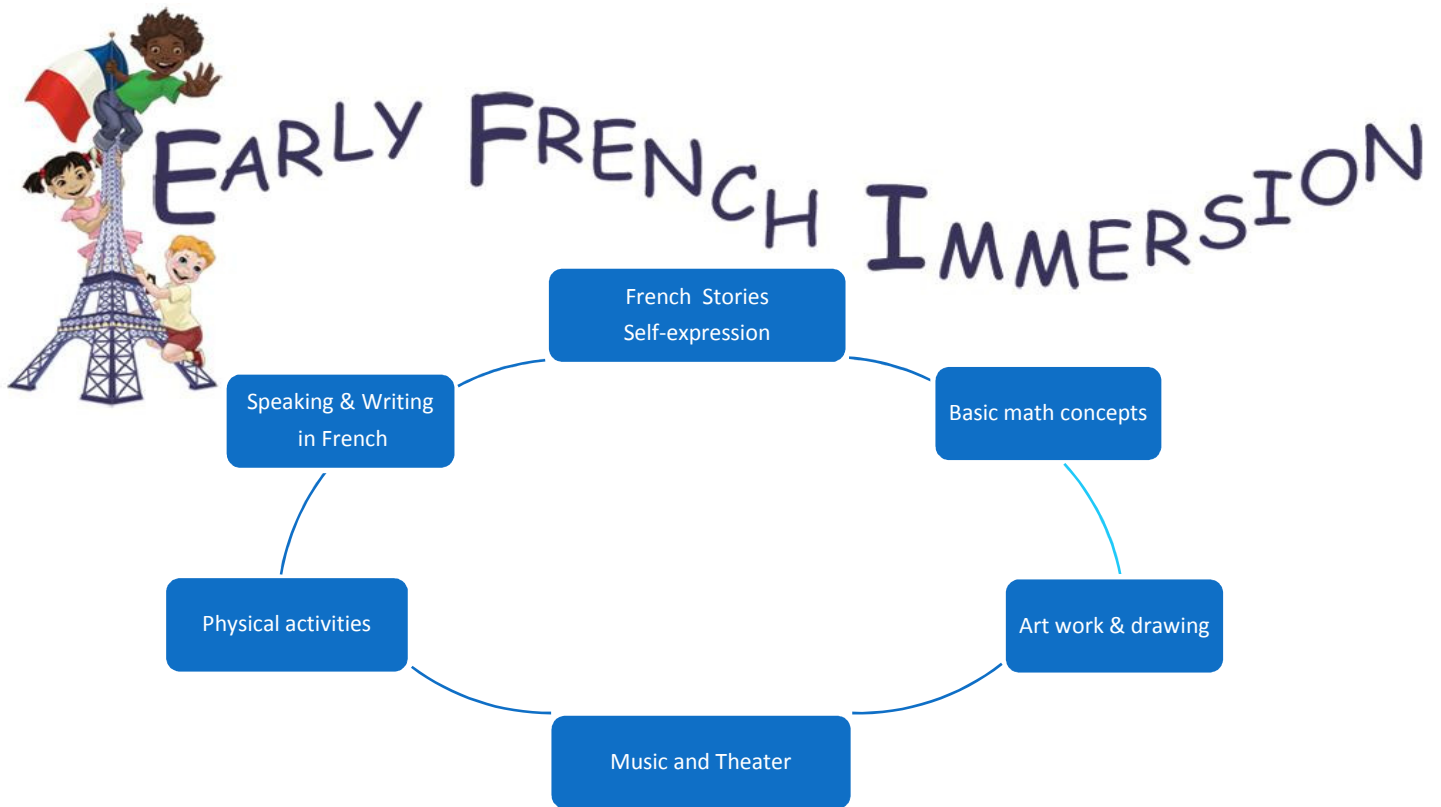 EARLY FRENCH IMMERSION
French Stories
Self-expression
Speaking & Writing
in French
Basic math concepts
Physical activities
Art work & drawing
Music and Theater